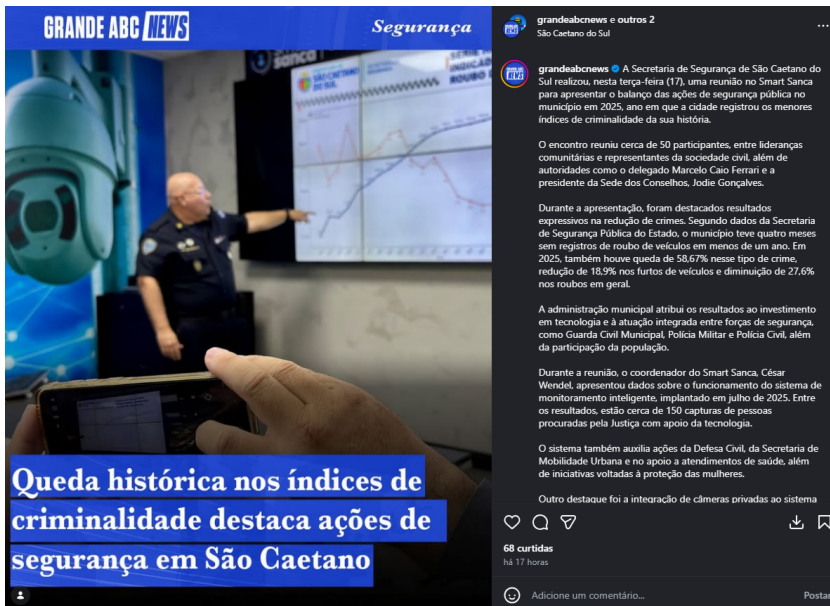 GRANDE ABC NEWS
Segurança
sanca
SÃO CAETANO
DO SUL
SÉRIE
INDICAD
ROUBO
Queda histórica nos índices de
criminalidade destaca ações de
segurança em São Caetano
grandeabcnews e outros 2
São Caetano do Sul
grandeabcnews A Secretaria de Segurança de São Caetano do
Sul realizou, nesta terça-feira (17), uma reunião no Smart Sanca
para apresentar o balanço das ações de segurança pública no
município em 2025, ano em que a cidade registrou os menores
índices de criminalidade da sua história.
O encontro reuniu cerca de 50 participantes, entre lideranças
comunitárias e representantes da sociedade civil, além de
autoridades como o delegado Marcelo Caio Ferrari e a
presidente da Sede dos Conselhos, Jodie Gonçalves.
Durante a apresentação, foram destacados resultados
expressivos na redução de crimes. Segundo dados da Secretaria
de Segurança Pública do Estado, o município teve quatro meses
sem registros de roubo de veículos em menos de um ano. Em
2025, também houve queda de 58,67% nesse tipo de crime,
redução de 18,9% nos furtos de veículos e diminuição de 27,6%
nos roubos em geral.
A administração municipal atribui os resultados ao investimento
em tecnologia e à atuação integrada entre forças de segurança,
como Guarda Civil Municipal, Polícia Militar e Polícia Civil, além
da participação da população.
Durante a reunião, o coordenador do Smart Sanca, César
Wendel, apresentou dados sobre o funcionamento do sistema de
monitoramento inteligente, implantado em julho de 2025. Entre
os resultados, estão cerca de 150 capturas de pessoas
procuradas pela Justiça com apoio da tecnologia.
O sistema também auxilia ações da Defesa Civil, da Secretaria de
Mobilidade Urbana e no apoio a atendimentos de saúde, além
de iniciativas voltadas à proteção das mulheres.
Outro destaque foi a integração de câmeras privadas ao sistema
68 curtidas
há 17 horas
Adicione um comentário...
Postar